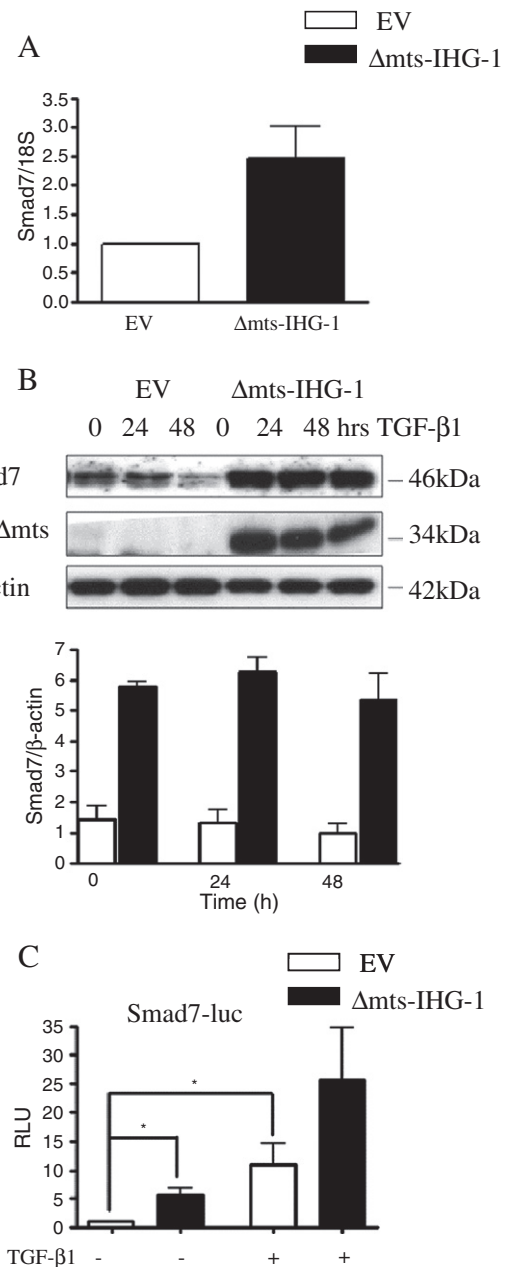 EV
Δmts-IHG-1
A
3.5
3.0
2.5
2.0
1.5
1.0
0.5
0.0
Smad7/18S
EV Δmts-IHG-1
B
EV Δmts-IHG-1
0 24 48 0 24 48 hrs TGF-β1
d7 – 46kDa
Δmts – 34kDa
ctin – 42kDa
7
6
5
4
3
2
1
0
Smad7/β-actin
0 24 48
Time (h)
C
EV
Δmts-IHG-1
Smad7-luc
35
30
25
20
15
10
5
0
RLU
*
*
TGF-β1 - - + +